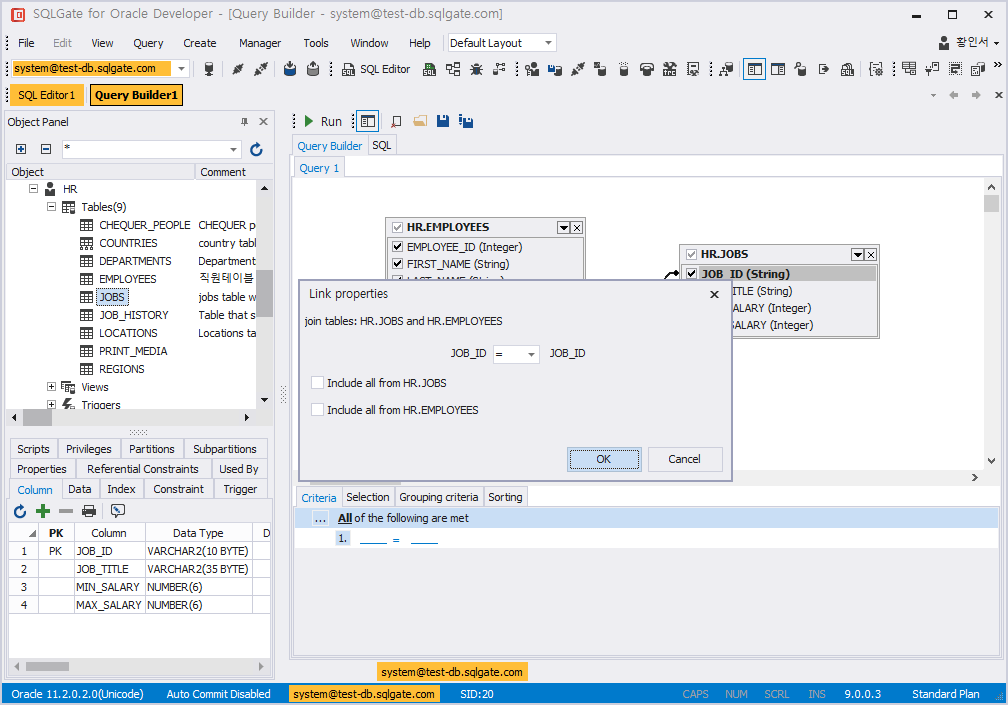 SQLGate for Oracle Developer - [Query Builder - system@test-db.sqlgate.com]
File Edit View Query Create Manager Tools Window Help Default Layout 황인서
system@test-db.sqlgate.com SQL Editor
SQL Editor1 Query Builder1
Object Panel
*
Object Comment
HR
Tables(9)
CHEQUER_PEOPLE CHEQUER p
COUNTRIES country tabl
DEPARTMENTS Department
EMPLOYEES 직원테이블
JOBS jobs table w
JOB_HISTORY Table that s
LOCATIONS Locations ta
PRINT_MEDIA
REGIONS
Views
Triggers
Scripts Privileges Partitions Subpartitions
Properties Referential Constraints Used By
Column Data Index Constraint Trigger
PK Column Data Type D
1 PK JOB_ID VARCHAR2(10 BYTE)
2 JOB_TITLE VARCHAR2(35 BYTE)
3 MIN_SALARY NUMBER(6)
4 MAX_SALARY NUMBER(6)
Run
Query Builder SQL
Query 1
HR.EMPLOYEES
EMPLOYEE_ID (Integer)
FIRST_NAME (String)
HR.JOBS
JOB_ID (String)
ITLE (String)
ALARY (Integer)
SALARY (Integer)
Link properties
join tables: HR.JOBS and HR.EMPLOYEES
JOB_ID = JOB_ID
Include all from HR.JOBS
Include all from HR.EMPLOYEES
OK Cancel
Criteria Selection Grouping criteria Sorting
... All of the following are met
1. _____ = _____
system@test-db.sqlgate.com
Oracle 11.2.0.2.0(Unicode) Auto Commit Disabled system@test-db.sqlgate.com SID:20 CAPS NUM SCRL INS 9.0.0.3 Standard Plan